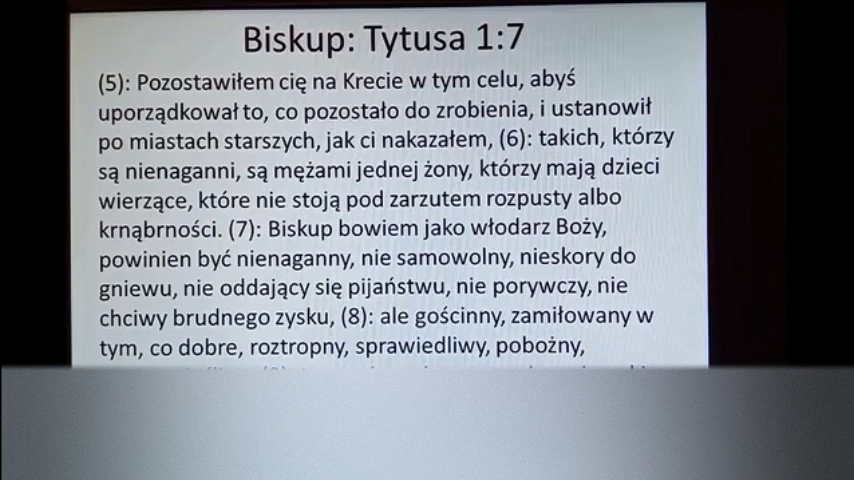 Biskup: Tytusa 1:7
(5): Pozostawiłem cię na Krecie w tym celu, abyś
uporządkował to, co pozostało do zrobienia, i ustanowił
po miastach starszych, jak ci nakazałem, (6): takich, którzy
są nienaganni, są mężami jednej żony, którzy mają dzieci
wierzące, które nie stoją pod zarzutem rozpusty albo
krnąbrności. (7): Biskup bowiem jako włodarz Boży,
powinien być nienaganny, nie samowolny, nieskory do
gniewu, nie oddający się pijaństwu, nie porywczy, nie
chciwy brudnego zysku, (8): ale gościnny, zamiłowany w
tym, co dobre, roztropny, sprawiedliwy, pobożny,